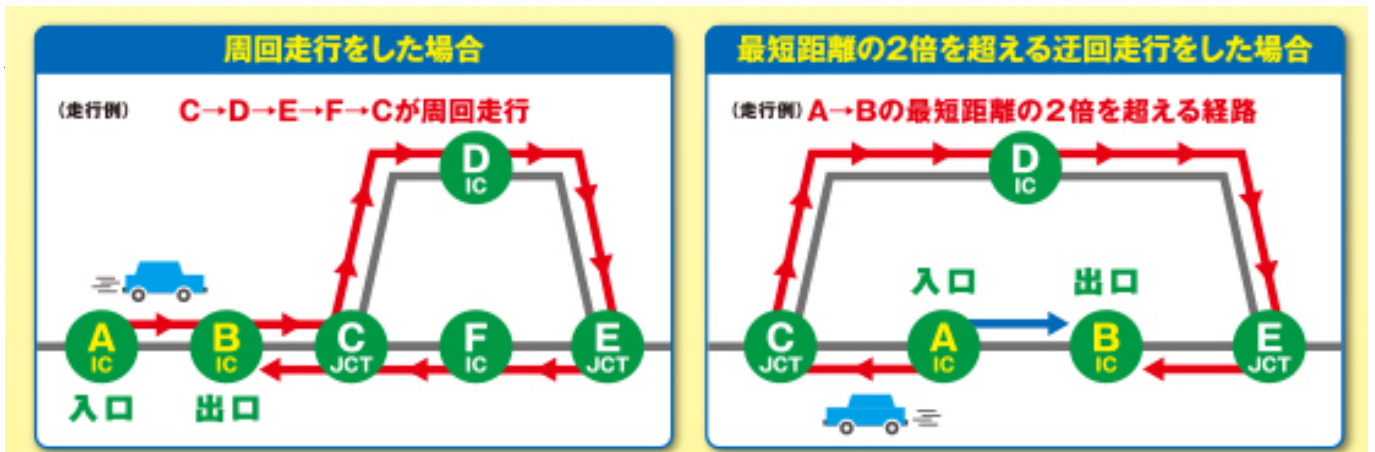 周回走行をした場合
(走行例) C→D→E→F→Cが周回走行
D
IC
A
IC
B
IC
C
JCT
F
IC
E
JCT
入口
出口
最短距離の2倍を超える迂回走行をした場合
(走行例) A→Bの最短距離の2倍を超える経路
D
IC
入口
出口
C
JCT
A
IC
B
IC
E
JCT